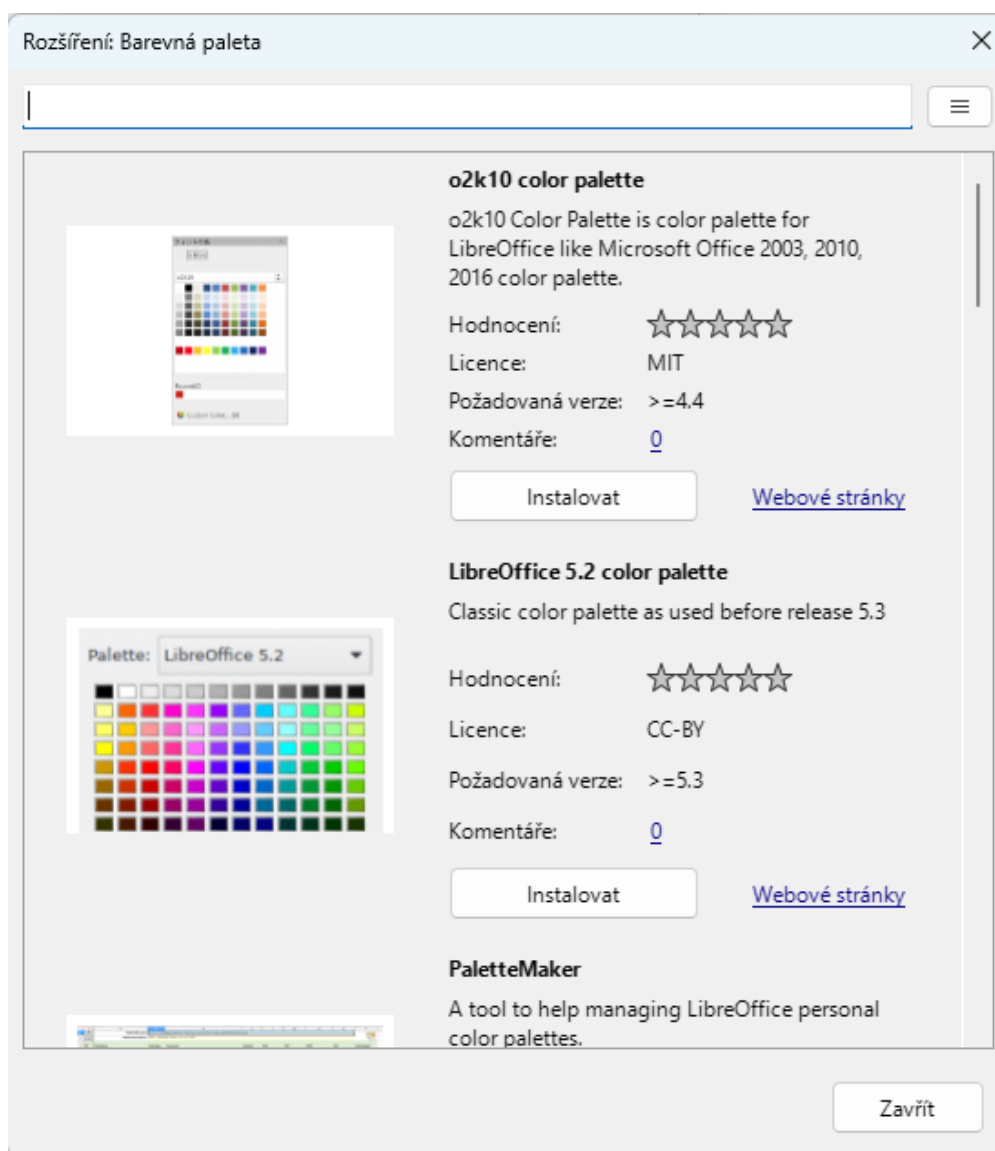 Rozšíření: Barevná paleta
o2k10 color palette
o2k10 Color Palette is color palette for
LibreOffice like Microsoft Office 2003, 2010,
2016 color palette.
Hodnocení:
Licence: MIT
Požadovaná verze: >=4.4
Komentáře: 0
Instalovat Webové stránky
LibreOffice 5.2 color palette
Classic color palette as used before release 5.3
Palette: LibreOffice 5.2
Hodnocení:
Licence: CC-BY
Požadovaná verze: >=5.3
Komentáře: 0
Instalovat Webové stránky
PaletteMaker
A tool to help managing LibreOffice personal
color palettes.
Zavřít